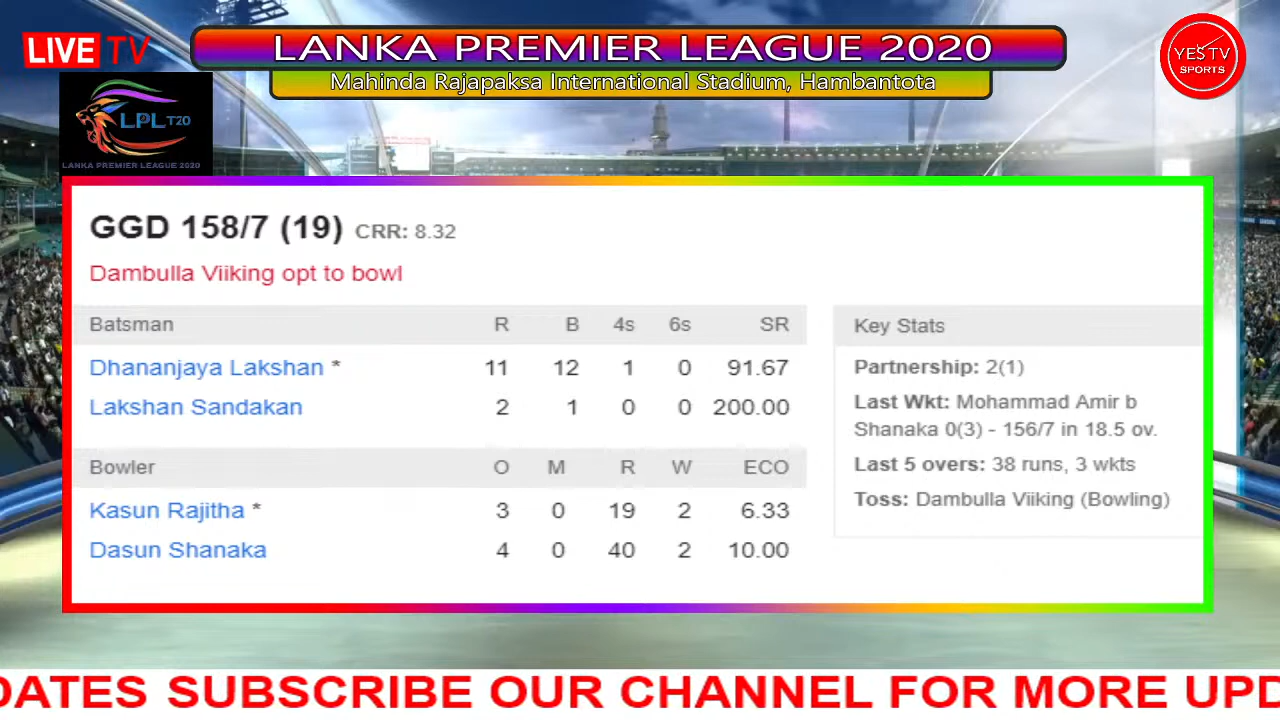 LIVE TV
LANKA PREMIER LEAGUE 2020
Mahinda Rajapaksa International Stadium, Hambantota
YES TV
SPORTS
LPL T20
LANKA PREMIER LEAGUE 2020
GGD 158/7 (19) CRR: 8.32
Dambulla Viiking opt to bowl
Batsman R B 4s 6s SR
Dhananjaya Lakshan * 11 12 1 0 91.67
Lakshan Sandakan 2 1 0 0 200.00
Bowler O M R W ECO
Kasun Rajitha * 3 0 19 2 6.33
Dasun Shanaka 4 0 40 2 10.00
Key Stats
Partnership: 2(1)
Last Wkt: Mohammad Amir b
Shanaka 0(3) - 156/7 in 18.5 ov.
Last 5 overs: 38 runs, 3 wkts
Toss: Dambulla Viiking (Bowling)
DATES SUBSCRIBE OUR CHANNEL FOR MORE UPD